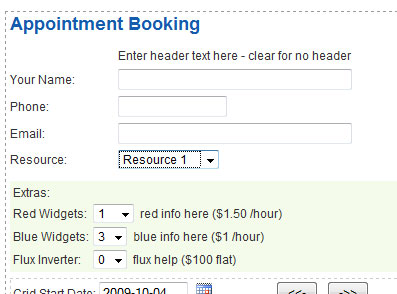 Appointment Booking
Enter header text here - clear for no header
Your Name:
Phone:
Email:
Resource: Resource 1
Extras:
Red Widgets: 1 red info here ($1.50 /hour)
Blue Widgets: 3 blue info here ($1 /hour)
Flux Inverter: 0 flux help ($100 flat)
Grid Start Date: 2009-10-04 <<- ->>